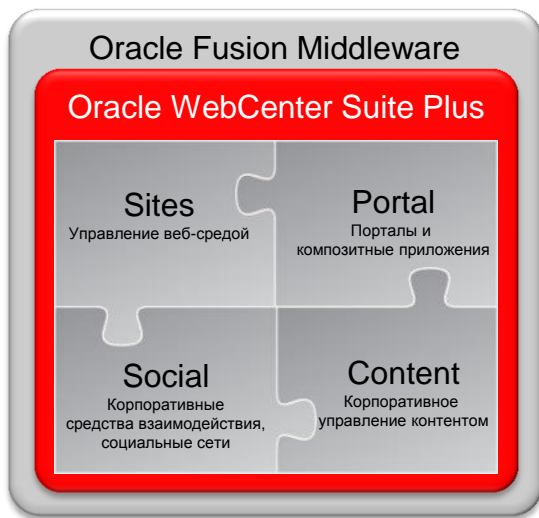 Oracle Fusion Middleware
Oracle WebCenter Suite Plus
Sites
Управление веб-средой
Portal
Порталы и
композитные приложения
Social
Корпоративные
средства взаимодействия,
социальные сети
Content
Корпоративное
управление контентом